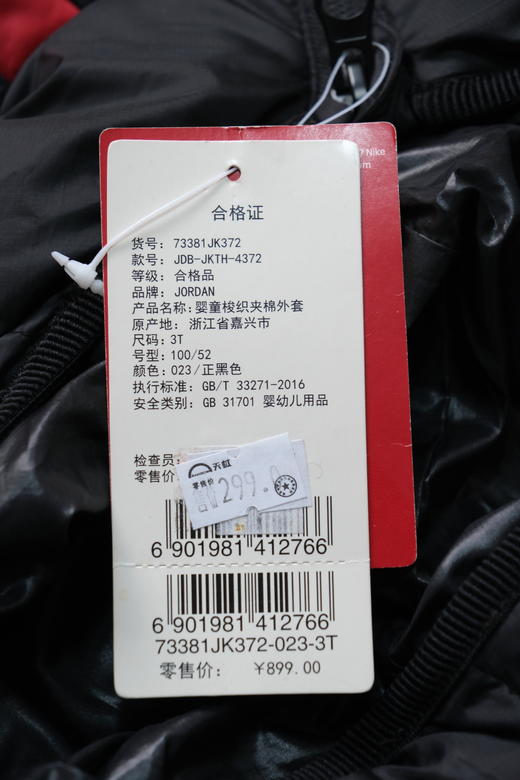 7 Nike
om
合格证
货号: 73381JK372
款号: JDB-JKTH-4372
等级: 合格品
品牌: JORDAN
产品名称: 婴童梭织夹棉外套
原产地: 浙江省嘉兴市
尺码: 3T
号型: 100/52
颜色: 023/正黑色
执行标准: GB/T 33271-2016
安全类别: GB 31701 婴幼儿用品
检查员:
零售价:
天虹
零售价
299.0
6 901981 412766
6 901981 412766
73381JK372-023-3T
零售价: ¥899.00